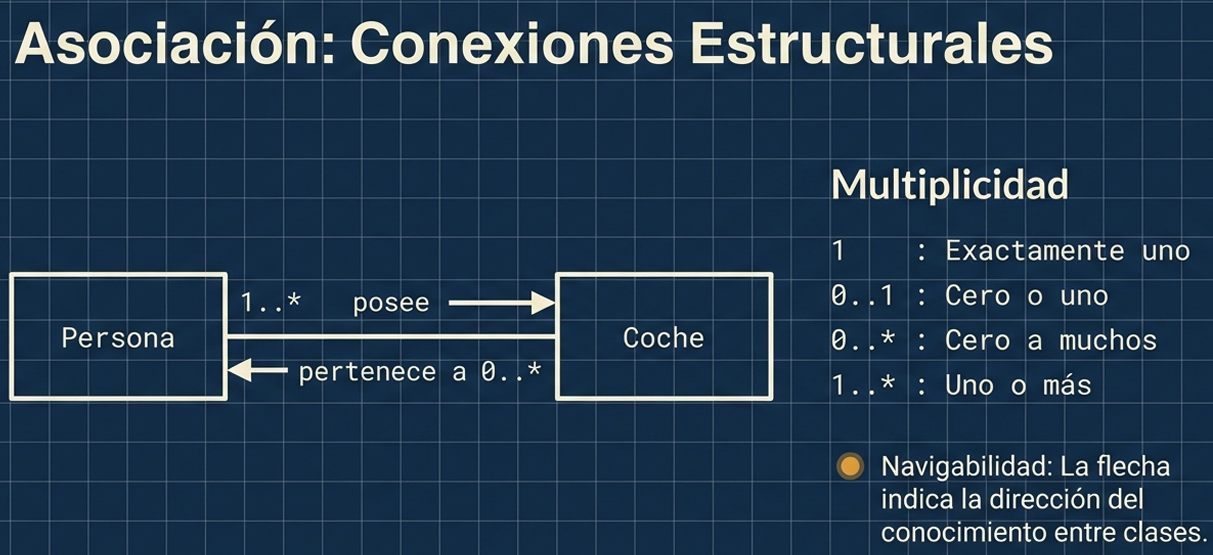 Asociación: Conexiones Estructurales
1..* posee
Persona
Coche
pertenece a 0..*
Multiplicidad
1 : Exactamente uno
0..1 : Cero o uno
0..* : Cero a muchos
1..* : Uno o más
Navigabilidad: La flecha
indica la dirección del
conocimiento entre clases.